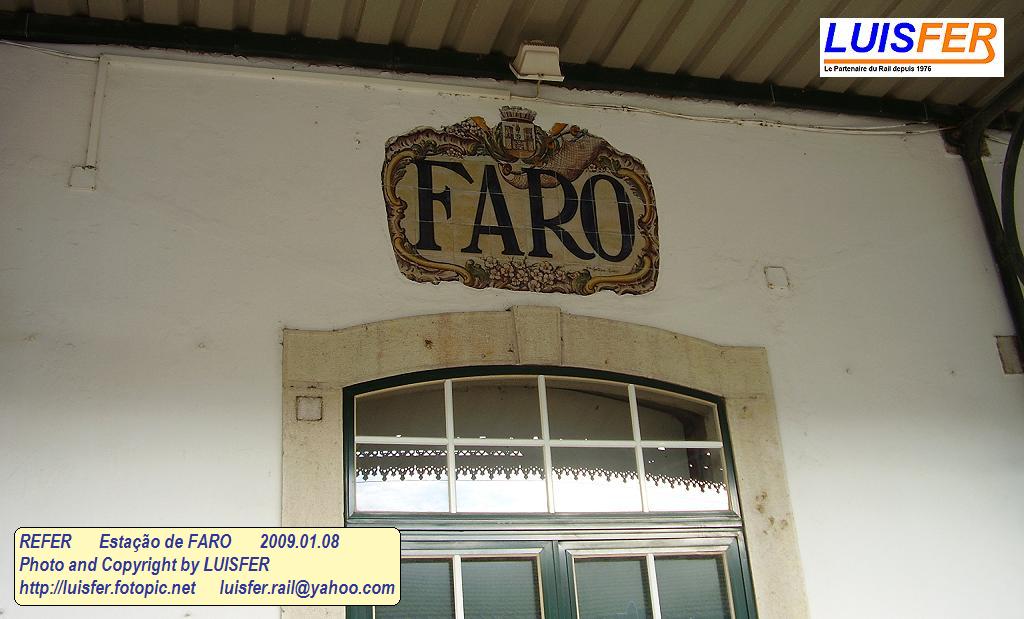 LUISFER
Le Partenaire du Rail depuis 1976
FARO
REFER Estação de FARO 2009.01.08
Photo and Copyright by LUISFER
http://luisfer.fotopic.net luisfer.rail@yahoo.com